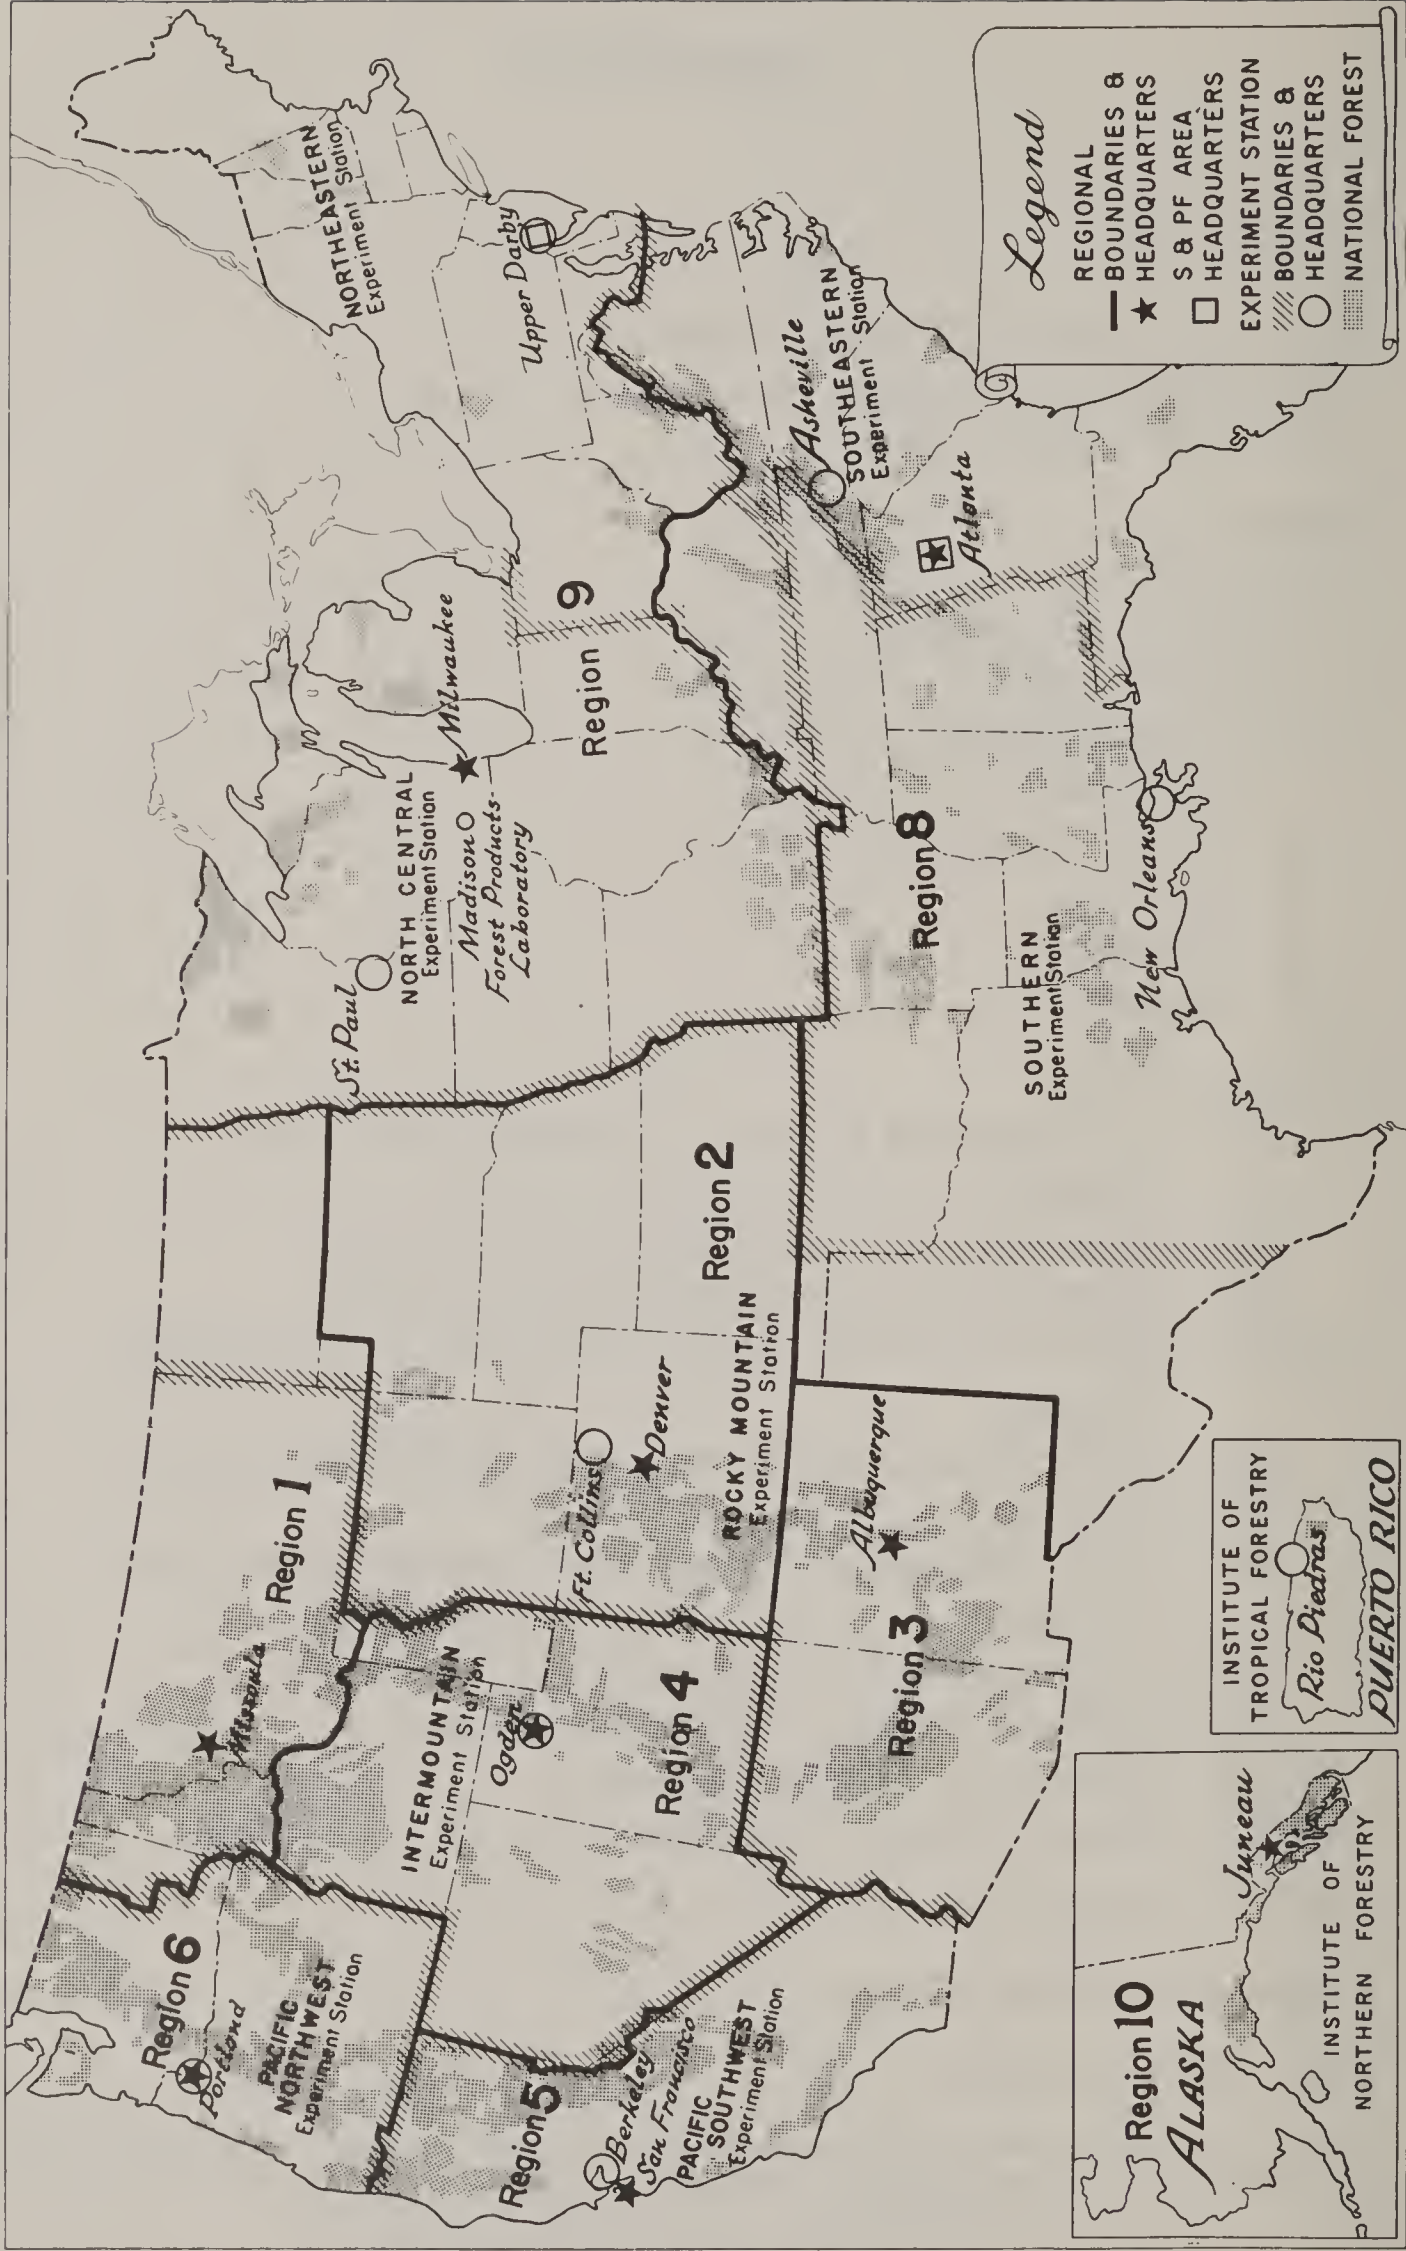 Region 6
Portland
PACIFIC
NORTHWEST
Experiment Station
Missoula
Region 1
INTERMOUNTAIN
Experiment Station
Ogden
Region 4
Region 5
Berkeley
San Francisco
PACIFIC
SOUTHWEST
Experiment Station
Ft. Collins
Denver
ROCKY MOUNTAIN
Experiment Station
Region 2
Albuquerque
Region 3
St. Paul
NORTH CENTRAL
Experiment Station
Madison
Forest Products
Laboratory
Milwaukee
Region 9
NORTHEASTERN
Experiment Station
Upper Darby
Asheville
SOUTHEASTERN
Experiment Station
Atlanta
Region 8
SOUTHERN
Experiment Station
New Orleans
Region 10
ALASKA
Juneau
INSTITUTE OF
NORTHERN FORESTRY
INSTITUTE OF
TROPICAL FORESTRY
Rio Piedras
PUERTO RICO
Legend
REGIONAL
BOUNDARIES &
HEADQUARTERS
S & PF AREA
HEADQUARTERS
EXPERIMENT STATION
BOUNDARIES &
HEADQUARTERS
NATIONAL FOREST